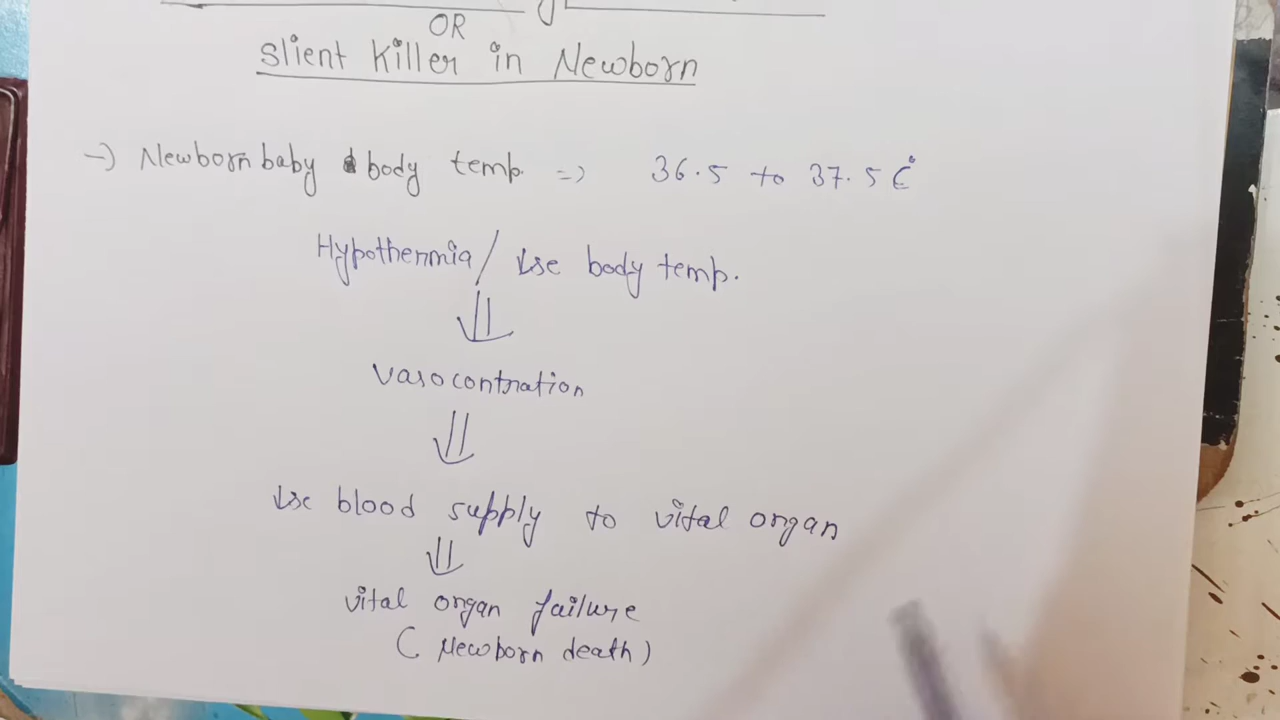 OR
slient killer in Newborn
→ Newborn baby body temp. => 36.5 to 37.5 C°
Hypothermia / ↓se body temp.
vasocontration
↓se blood supply to vital organ
vital organ failure
( Newborn death )